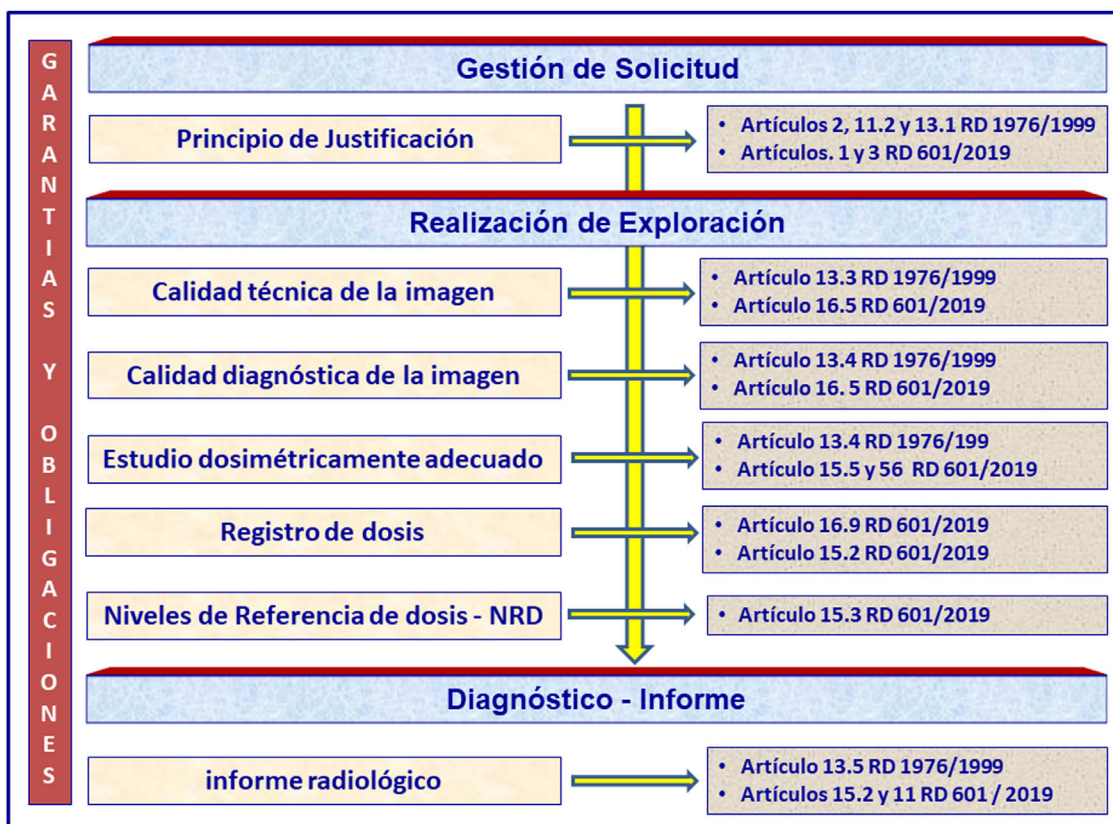 GARANTIAS Y OBLIGACIONES
Gestión de Solicitud
Principio de Justificación
• Artículos 2, 11.2 y 13.1 RD 1976/1999
• Artículos. 1 y 3 RD 601/2019
Realización de Exploración
Calidad técnica de la imagen
• Artículo 13.3 RD 1976/1999
• Artículo 16.5 RD 601/2019
Calidad diagnóstica de la imagen
• Artículo 13.4 RD 1976/1999
• Artículo 16. 5 RD 601/2019
Estudio dosimétricamente adecuado
• Artículo 13.4 RD 1976/199
• Artículo 15.5 y 56 RD 601/2019
Registro de dosis
• Artículo 16.9 RD 601/2019
• Artículo 15.2 RD 601/2019
Niveles de Referencia de dosis - NRD
• Artículo 15.3 RD 601/2019
Diagnóstico - Informe
informe radiológico
• Artículo 13.5 RD 1976/1999
• Artículos 15.2 y 11 RD 601 / 2019